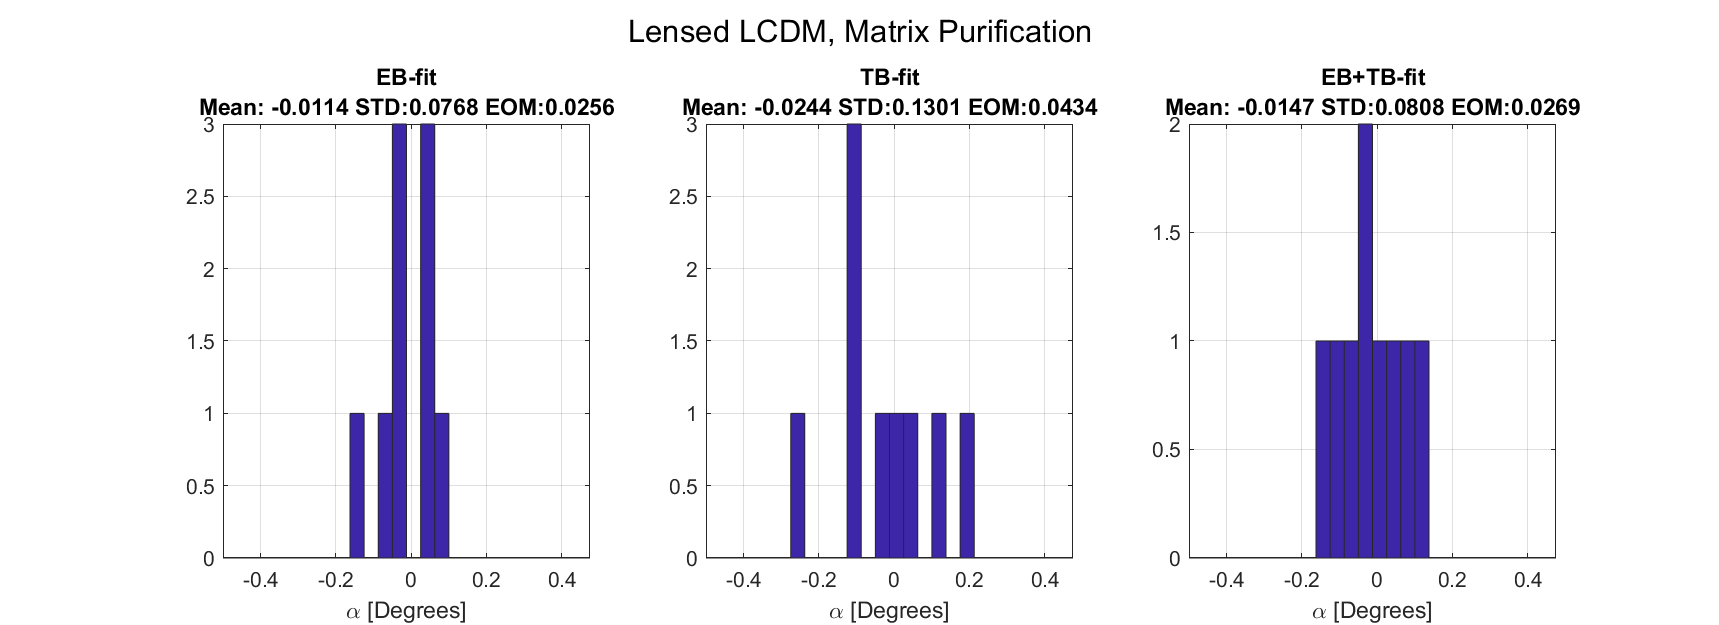 Lensed LCDM, Matrix Purification
EB-fit
Mean: -0.0114 STD:0.0768 EOM:0.0256
3
2.5
2
1.5
1
0.5
0
-0.4 -0.2 0 0.2 0.4
α [Degrees]
TB-fit
Mean: -0.0244 STD:0.1301 EOM:0.0434
3
2.5
2
1.5
1
0.5
0
-0.4 -0.2 0 0.2 0.4
α [Degrees]
EB+TB-fit
Mean: -0.0147 STD:0.0808 EOM:0.0269
2
1.5
1
0.5
0
-0.4 -0.2 0 0.2 0.4
α [Degrees]